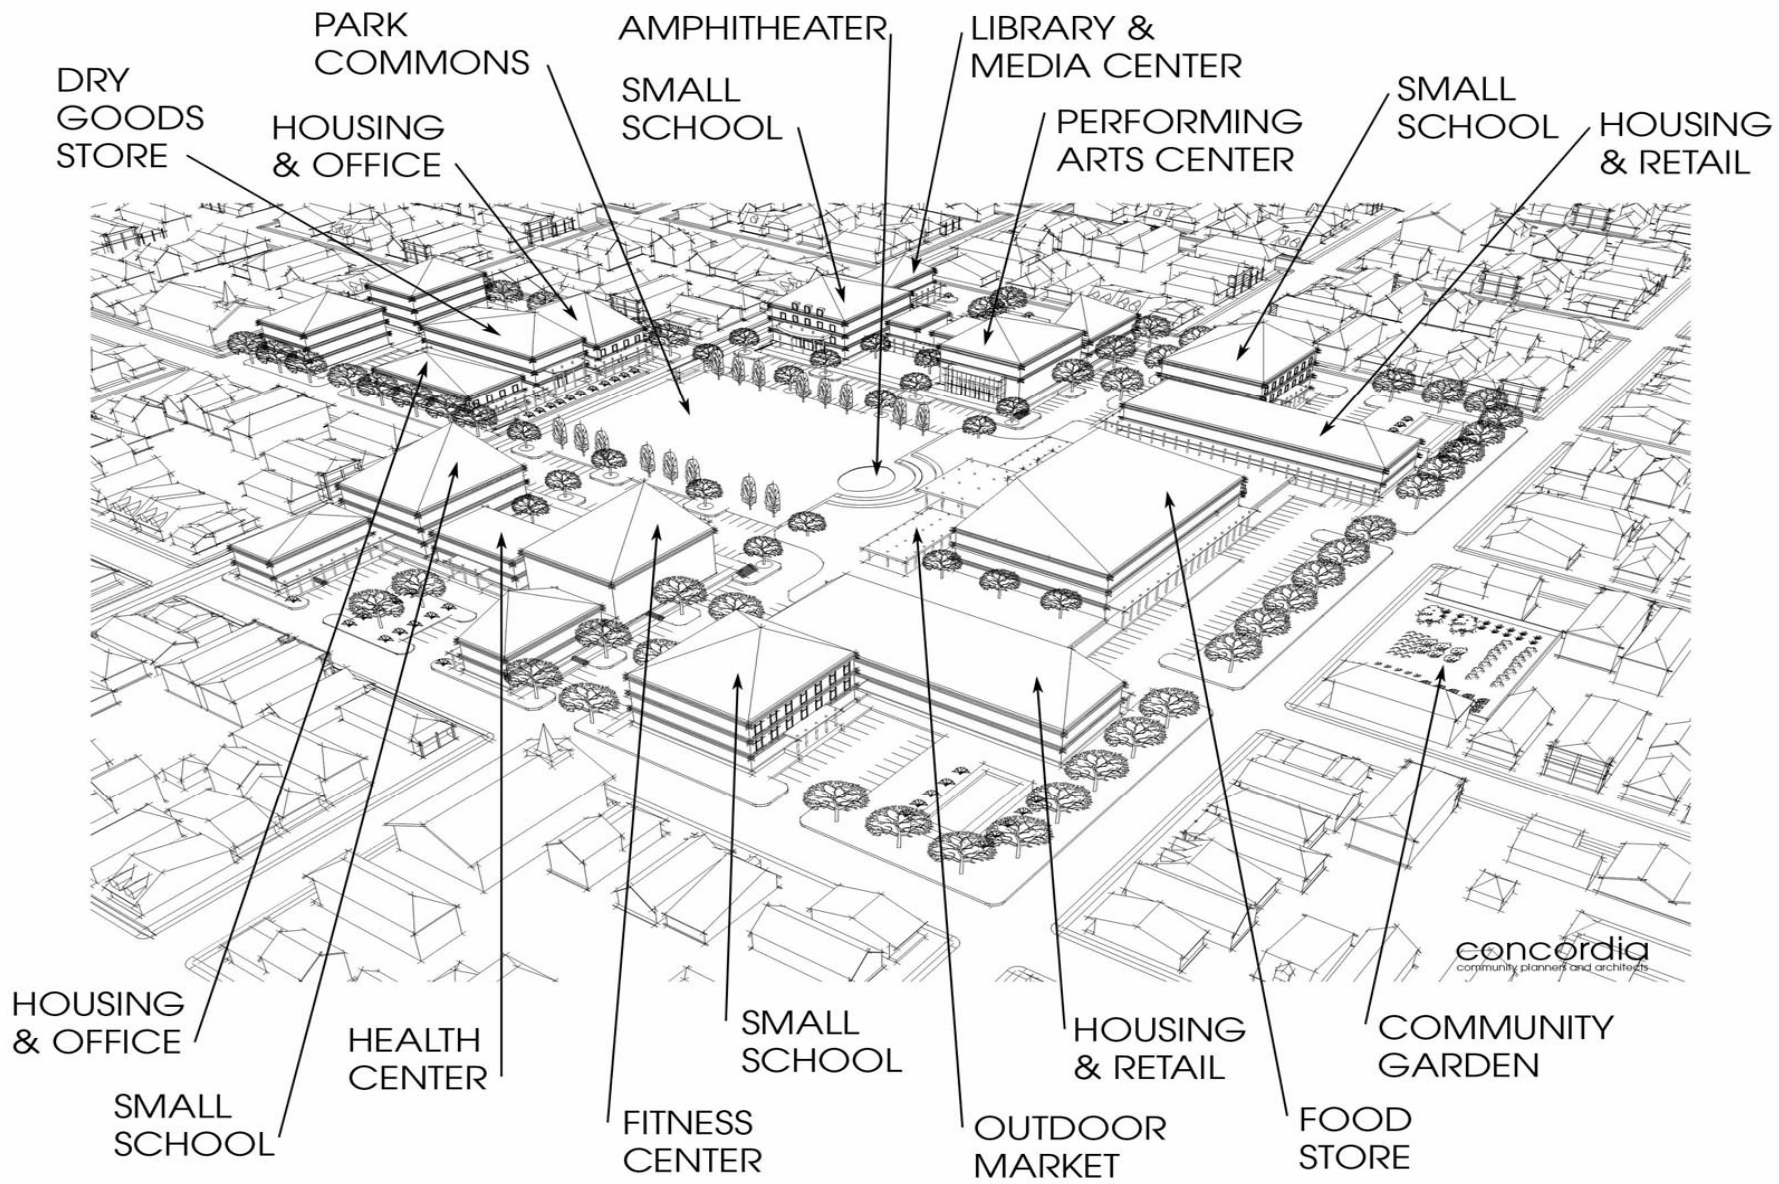 PARK
COMMONS
AMPHITHEATER
LIBRARY &
MEDIA CENTER
DRY
GOODS
STORE
HOUSING
& OFFICE
SMALL
SCHOOL
PERFORMING
ARTS CENTER
SMALL
SCHOOL
HOUSING
& RETAIL
concordia
community planners and architects
HOUSING
& OFFICE
SMALL
SCHOOL
HEALTH
CENTER
FITNESS
CENTER
SMALL
SCHOOL
OUTDOOR
MARKET
HOUSING
& RETAIL
FOOD
STORE
COMMUNITY
GARDEN